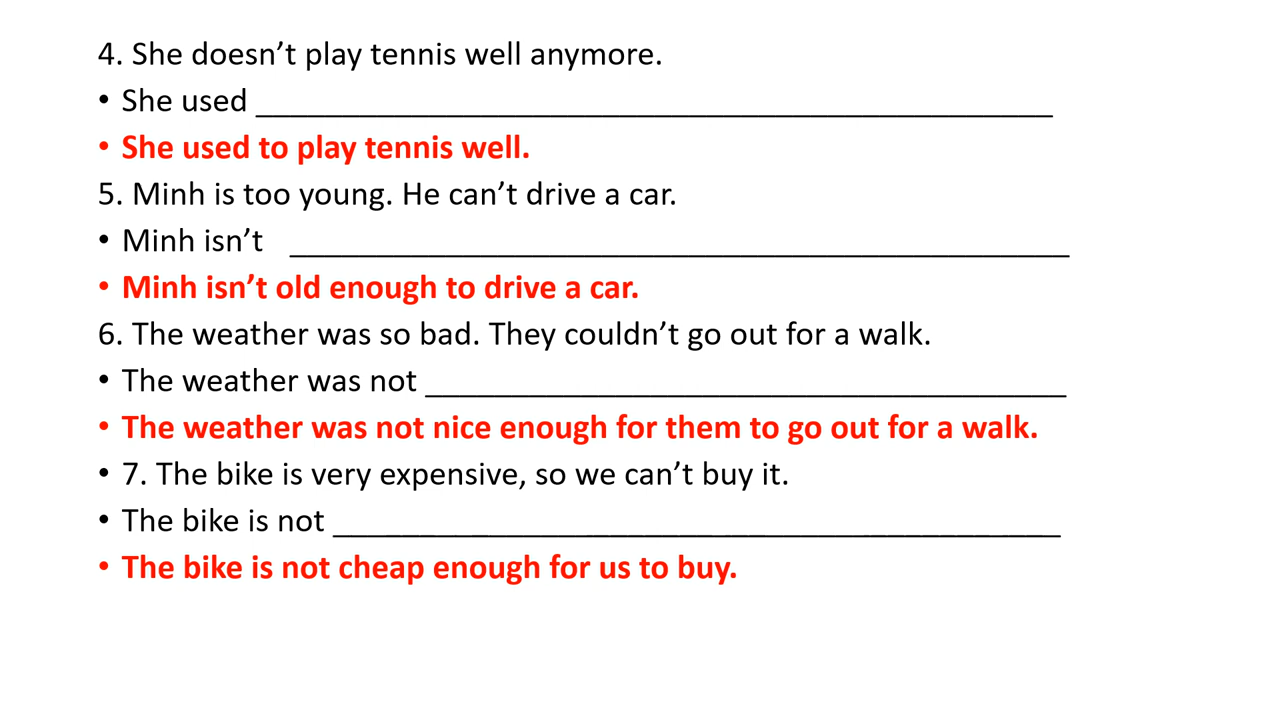 4. She doesn’t play tennis well anymore.
• She used _______________________________________________
• She used to play tennis well.
5. Minh is too young. He can’t drive a car.
• Minh isn’t ______________________________________________
• Minh isn’t old enough to drive a car.
6. The weather was so bad. They couldn’t go out for a walk.
• The weather was not ______________________________________
• The weather was not nice enough for them to go out for a walk.
• 7. The bike is very expensive, so we can’t buy it.
• The bike is not ___________________________________________
• The bike is not cheap enough for us to buy.